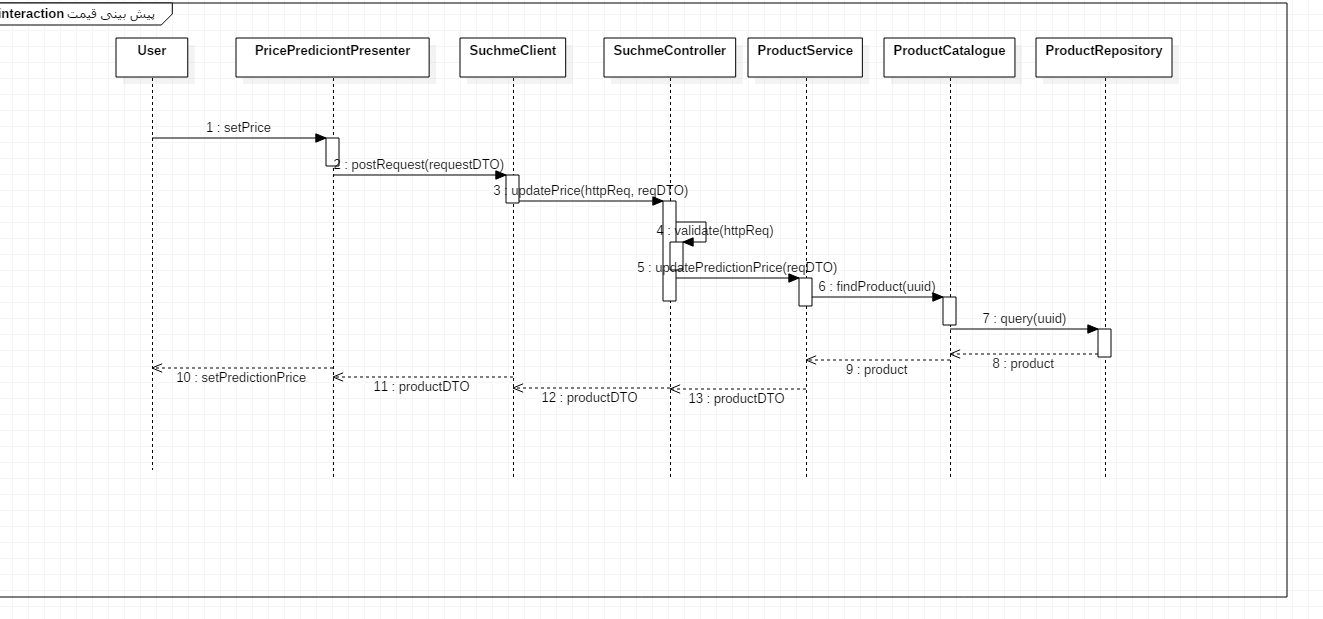 interaction پیش بینی قیمت
User
PricePrediciontPresenter
SuchmeClient
SuchmeController
ProductService
ProductCatalogue
ProductRepository
1 : setPrice
2 : postRequest(requestDTO)
3 : updatePrice(httpReq, reqDTO)
4 : validate(httpReq)
5 : updatePredictionPrice(reqDTO)
6 : findProduct(uuid)
7 : query(uuid)
8 : product
9 : product
10 : setPredictionPrice
11 : productDTO
12 : productDTO
13 : productDTO